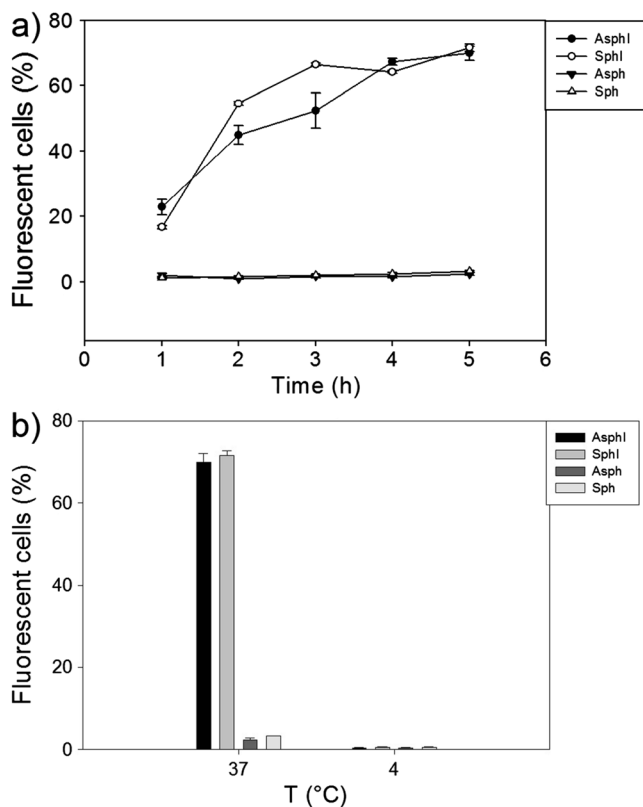 a)
80
60
40
20
0
Fluorescent cells (%)
0 1 2 3 4 5 6
Time (h)
AsphI
SphI
Asph
Sph
b)
80
60
40
20
0
Fluorescent cells (%)
37 4
T (°C)
AsphI
SphI
Asph
Sph